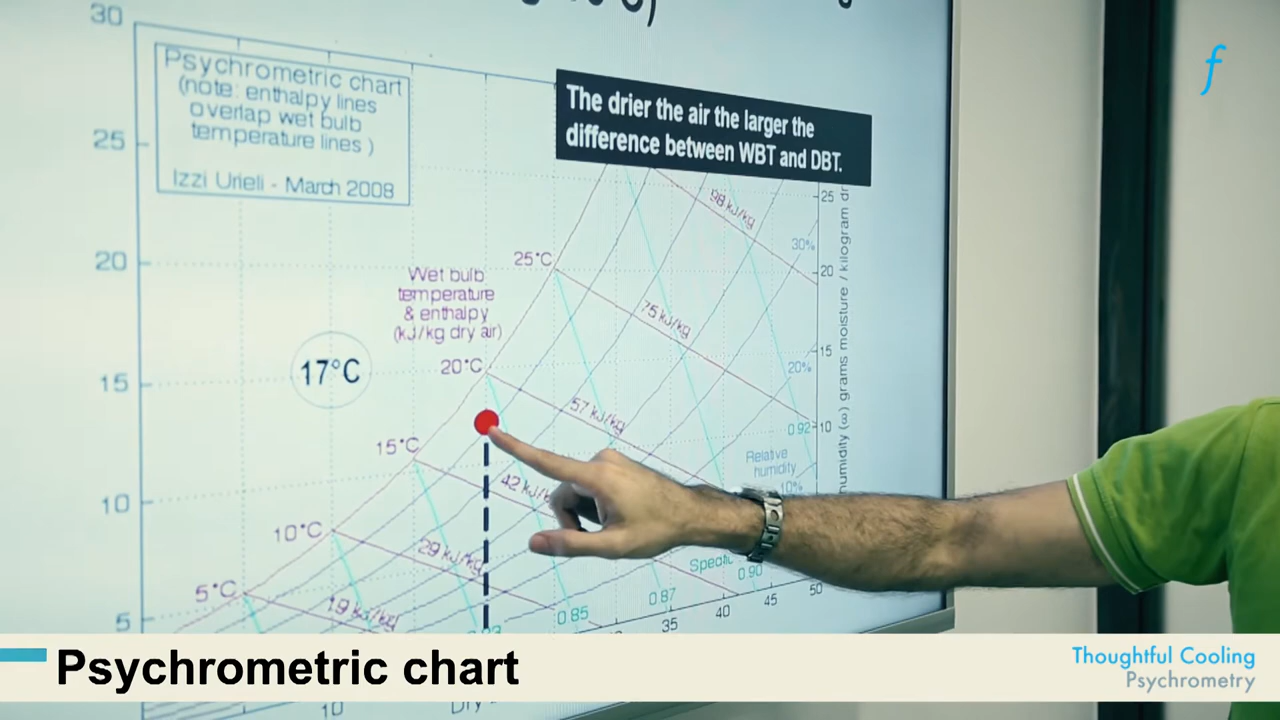 30
Psychrometric chart
(note: enthalpy lines
overlap wet bulb
temperature lines )
Izzi Urieli - March 2008
The drier the air the larger the
difference between WBT and DBT.
f
25
98 kJ/kg
25
30%
20
25°C
20
Wet bulb
temperature
& enthalpy
(kJ/kg dry air)
75 kJ/kg
15
17°C
20°C
20%
15
57 kJ/kg
0.92
10
15°C
Relative
humidity
10%
humidity (ω) grams moisture / kilogram
10
42
10°C
29 kJ/kg
0.90
5°C
19 kJ/kg
0.85
0.87
5
35
40
45
50
Psychrometric chart
Thoughtful Cooling
Psychrometry
10